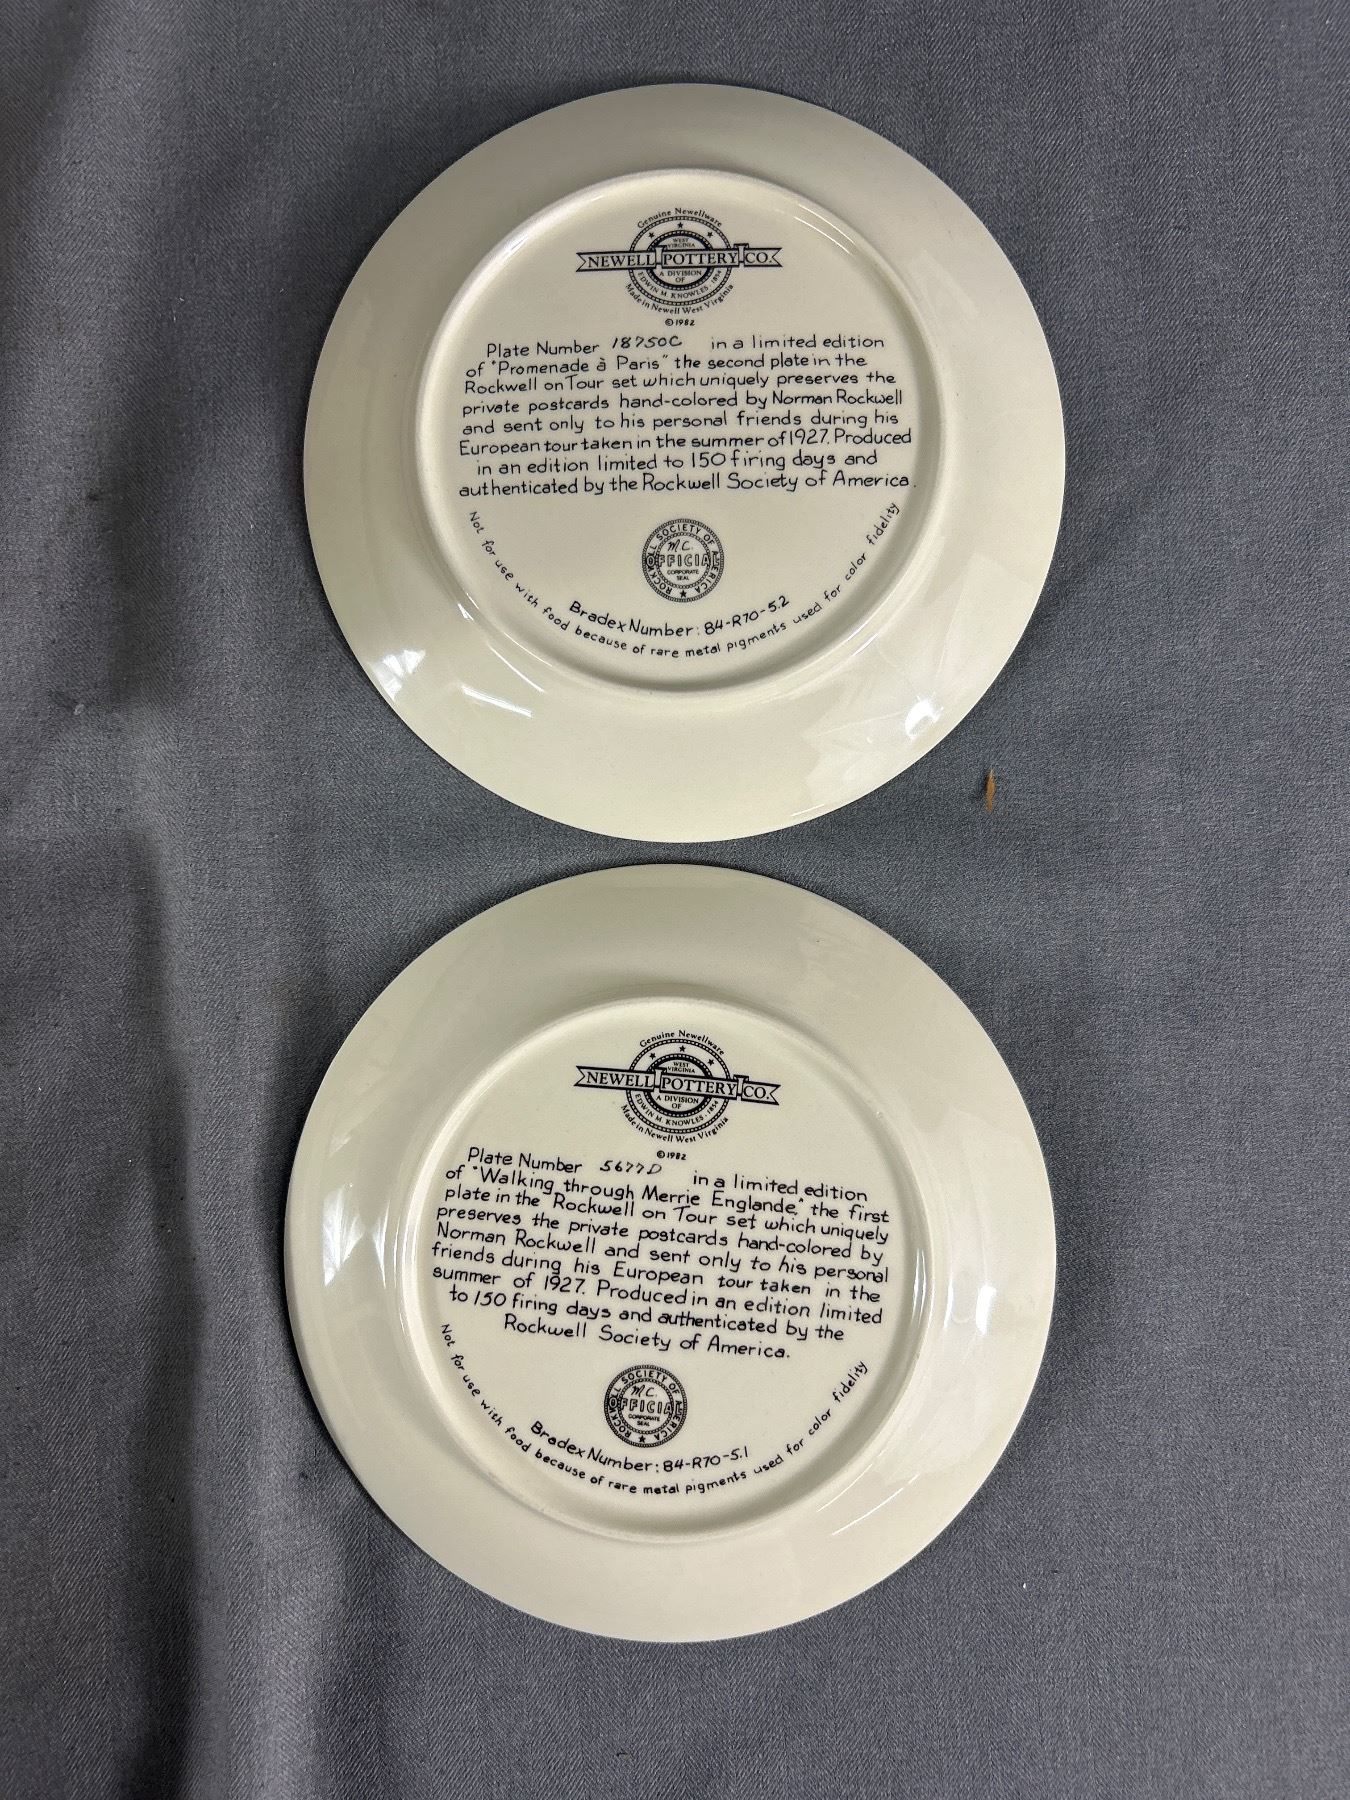 Genuine Newellware
WEST
VIRGINIA
NEWELL POTTERY CO.
A DIVISION
OF
EDWIN M. KNOWLES · 1854
Made in Newell West Virginia
©1982
Plate Number 18750C in a limited edition
of "Promenade à Paris" the second plate in the
Rockwell on Tour set which uniquely preserves the
private postcards hand-colored by Norman Rockwell
and sent only to his personal friends during his
European tour taken in the summer of 1927. Produced
in an edition limited to 150 firing days and
authenticated by the Rockwell Society of America.
ROCKWELL SOCIETY OF AMERICA
M.C.
OFFICIAL
CORPORATE
SEAL
Bradex Number: 84-R70-5.2
Not for use with food because of rare metal pigments used for color fidelity
Genuine Newellware
WEST
VIRGINIA
NEWELL POTTERY CO.
A DIVISION
OF
EDWIN M. KNOWLES · 1854
Made in Newell West Virginia
©1982
Plate Number 5677D in a limited edition
of "Walking through Merrie Englande," the first
plate in the Rockwell on Tour set which uniquely
preserves the private postcards hand-colored by
Norman Rockwell and sent only to his personal
friends during his European tour taken in the
summer of 1927. Produced in an edition limited
to 150 firing days and authenticated by the
Rockwell Society of America.
ROCKWELL SOCIETY OF AMERICA
M.C.
OFFICIAL
CORPORATE
SEAL
Bradex Number: 84-R70-5.1
Not for use with food because of rare metal pigments used for color fidelity